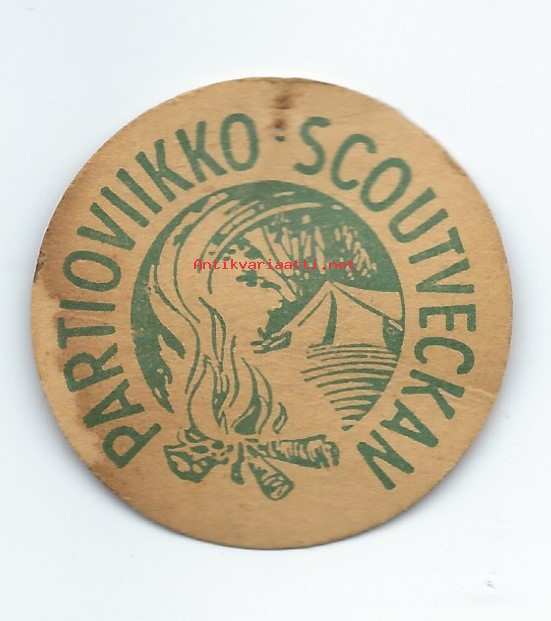 PARTIOVIIKKO · SCOUTVECKAN
Antikvariaatti.net